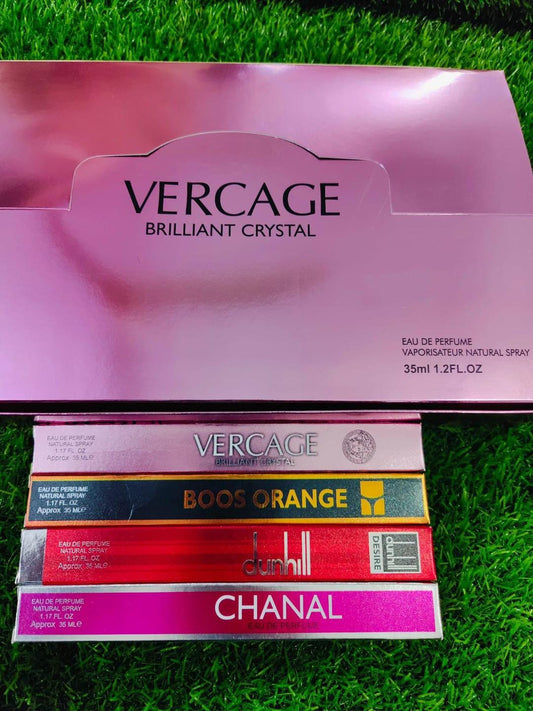 VERCAGE
BRILLIANT CRYSTAL
EAU DE PERFUME
VAPORISATEUR NATURAL SPRAY
35ml 1.2FL.OZ
EAU DE PERFUME
NATURAL SPRAY
1.17 FL. OZ
Approx 35 ML℮
VERCAGE
BRILLIANT CRYSTAL
EAU DE PERFUME
NATURAL SPRAY
1.17 FL. OZ
Approx 35 ML℮
BOOS ORANGE
EAU DE PERFUME
NATURAL SPRAY
1.17 FL. OZ
Approx 35 ML℮
dunhill
dunhill
DESIRE
EAU DE PERFUME
NATURAL SPRAY
1.17 FL. OZ
Approx 35 ML℮
CHANAL
EAU DE PERFUME